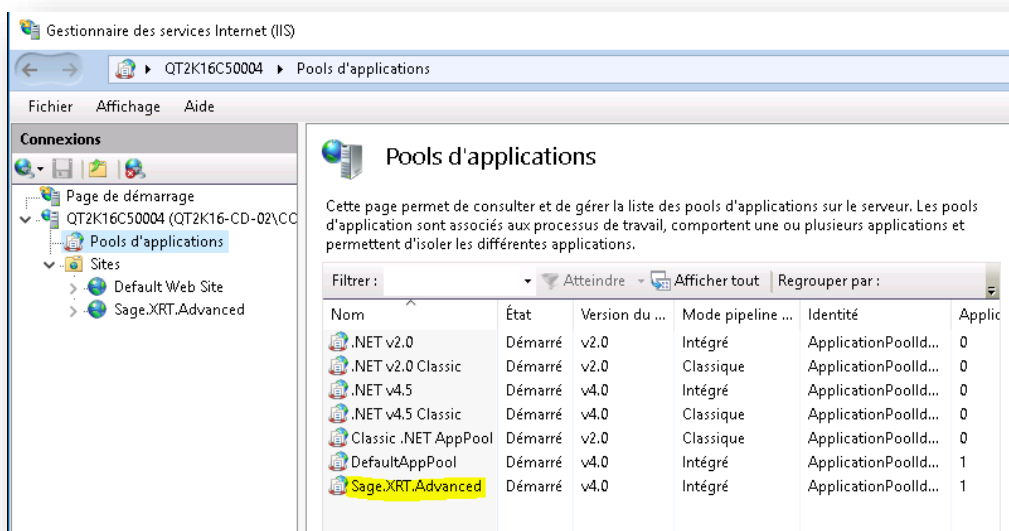 Gestionnaire des services Internet (IIS)
QT2K16C50004 Pools d'applications
Fichier Affichage Aide
Connexions
Page de démarrage
QT2K16C50004 (QT2K16-CD-02\CC
Pools d'applications
Sites
Default Web Site
Sage.XRT.Advanced
Pools d'applications
Cette page permet de consulter et de gérer la liste des pools d'applications sur le serveur. Les pools
d'application sont associés aux processus de travail, comportent une ou plusieurs applications et
permettent d'isoler les différentes applications.
Filtrer : Atteindre Afficher tout Regrouper par :
Nom État Version du ... Mode pipeline ... Identité Applic
.NET v2.0 Démarré v2.0 Intégré ApplicationPoolId... 0
.NET v2.0 Classic Démarré v2.0 Classique ApplicationPoolId... 0
.NET v4.5 Démarré v4.0 Intégré ApplicationPoolId... 0
.NET v4.5 Classic Démarré v4.0 Classique ApplicationPoolId... 0
Classic .NET AppPool Démarré v2.0 Classique ApplicationPoolId... 0
DefaultAppPool Démarré v4.0 Intégré ApplicationPoolId... 1
Sage.XRT.Advanced Démarré v4.0 Intégré ApplicationPoolId... 1